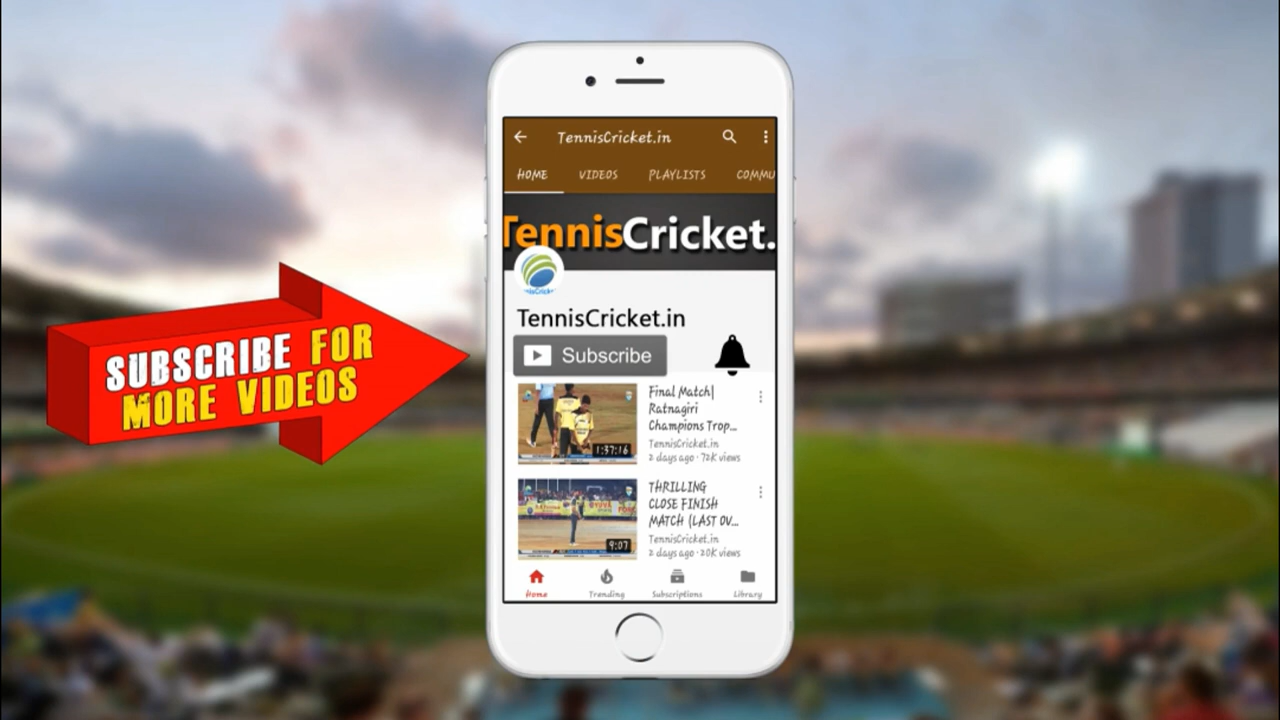 TennisCricket.in
HOME VIDEOS PLAYLISTS COMMU
TennisCricket.
TennisCricket.in
Subscribe
SUBSCRIBE FOR
MORE VIDEOS
Final Match|
Ratnagiri
Champions Trop...
TennisCricket.in
2 days ago · 72K views
1:37:16
THRILLING
CLOSE FINISH
MATCH (LAST OV...
TennisCricket.in
2 days ago · 20K views
9:07
Home Trending Subscriptions Library